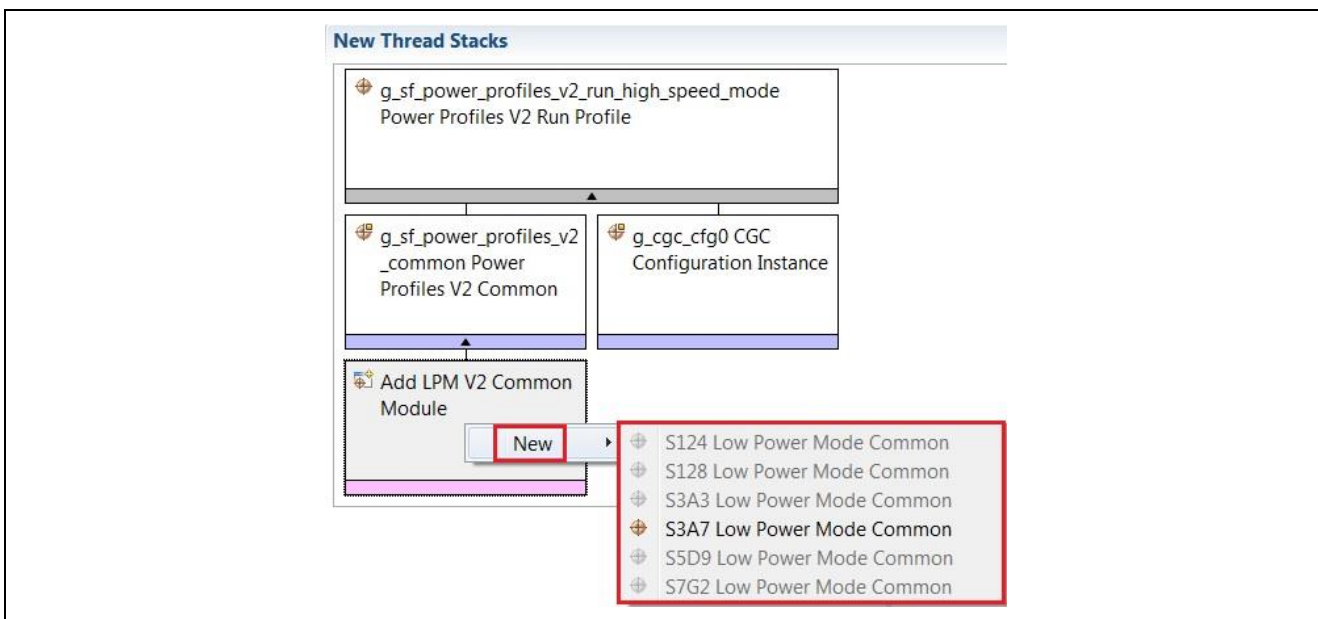 New Thread Stacks
g_sf_power_profiles_v2_run_high_speed_mode
Power Profiles V2 Run Profile
g_sf_power_profiles_v2
_common Power
Profiles V2 Common
g_cgc_cfg0 CGC
Configuration Instance
Add LPM V2 Common
Module
New
S124 Low Power Mode Common
S128 Low Power Mode Common
S3A3 Low Power Mode Common
S3A7 Low Power Mode Common
S5D9 Low Power Mode Common
S7G2 Low Power Mode Common